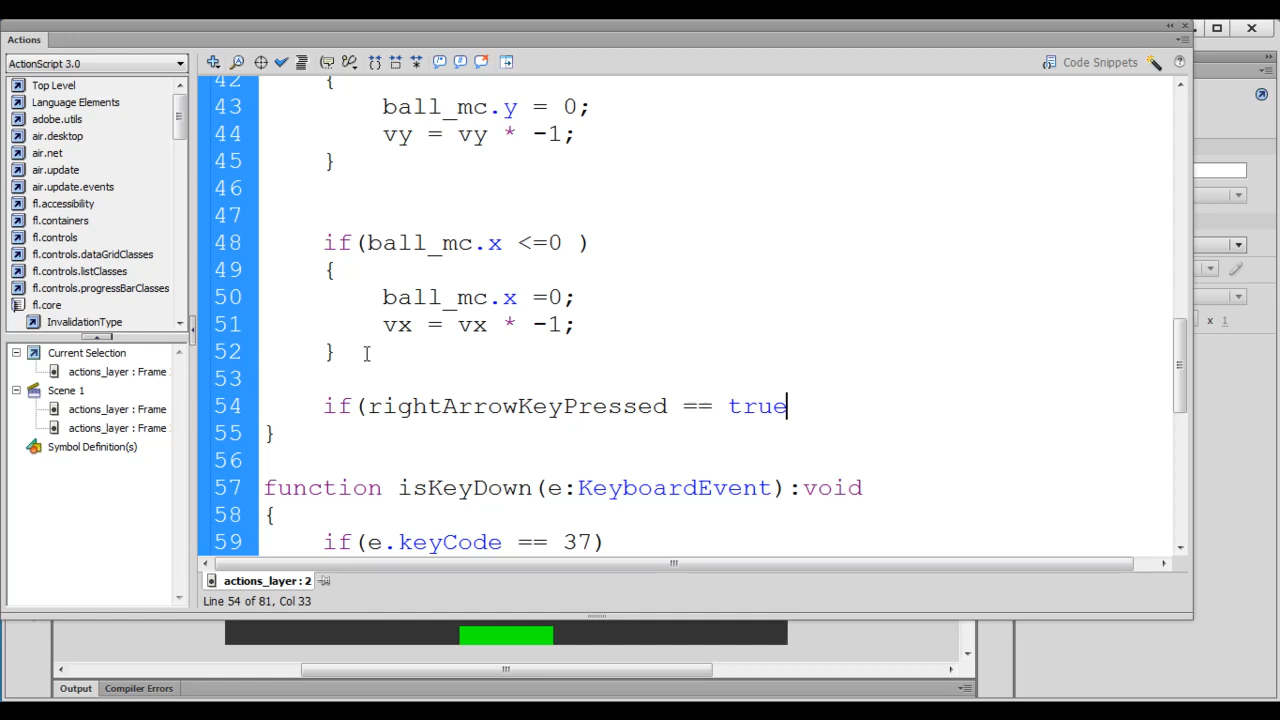 Actions
ActionScript 3.0
Code Snippets
Top Level
Language Elements
adobe.utils
air.desktop
air.net
air.update
air.update.events
fl.accessibility
fl.containers
fl.controls
fl.controls.dataGridClasses
fl.controls.listClasses
fl.controls.progressBarClasses
fl.core
InvalidationType
Current Selection
actions_layer : Frame
Scene 1
actions_layer : Frame
actions_layer : Frame
Symbol Definition(s)
42 {
43 ball_mc.y = 0;
44 vy = vy * -1;
45 }
46
47
48 if(ball_mc.x <=0 )
49 {
50 ball_mc.x =0;
51 vx = vx * -1;
52 }
53
54 if(rightArrowKeyPressed == true
55 }
56
57 function isKeyDown(e:KeyboardEvent):void
58 {
59 if(e.keyCode == 37)
actions_layer : 2
Line 54 of 81, Col 33
x 1
Output
Compiler Errors